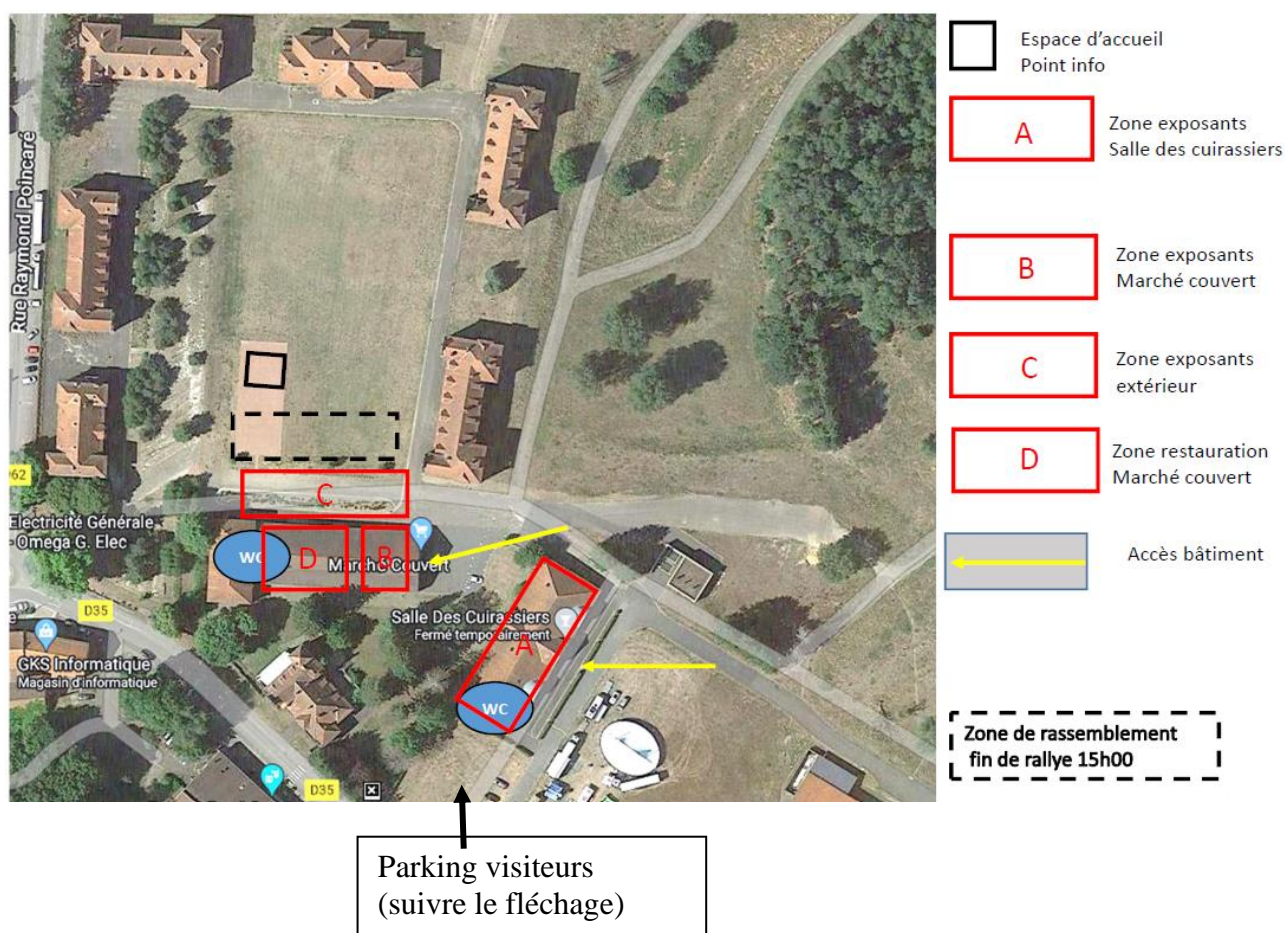 Espace d'accueil
Point info
A
Zone exposants
Salle des cuirassiers
B
Zone exposants
Marché couvert
C
Zone exposants
extérieur
D
Zone restauration
Marché couvert
Accès bâtiment
Zone de rassemblement
fin de rallye 15h00
Rue Raymond Poincaré
C
Electricité Générale
- Omega G. Elec
WC
D
B
Marché Couvert
D35
Salle Des Cuirassiers
Fermé temporairement
A
GKS Informatique
Magasin d'informatique
WC
D35
Parking visiteurs
(suivre le fléchage)